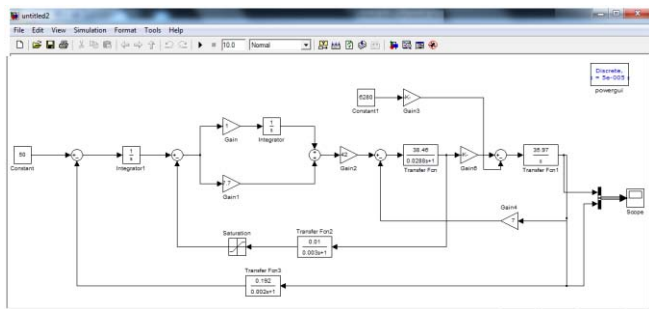 untitled2
File Edit View Simulation Format Tools Help
10.0 Normal
Discrete,
s = 5e-005
powergui
6280
Constant1
Gain3
1
Gain
1
s
Integrator
50
Constant
1
s
Integrator1
7.7
Gain1
Gain2
38.46
0.0288s+1
Transfer Fcn
Gain5
35.97
s
Transfer Fcn1
Scope
Gain4
?
Saturation
Transfer Fcn2
0.01
0.003s+1
Transfer Fcn3
0.192
0.002s+1